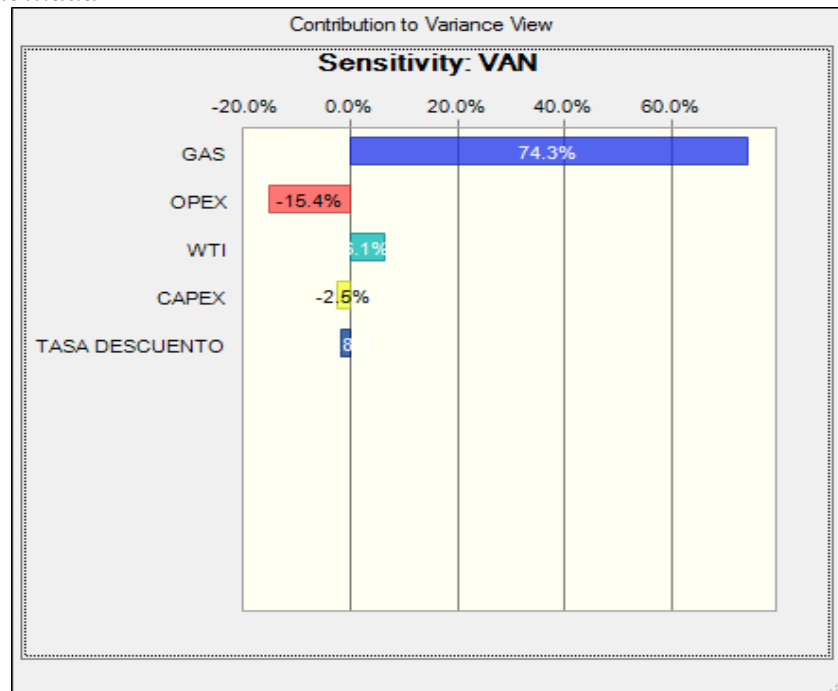 Contribution to Variance View
Sensitivity: VAN
-20.0% 0.0% 20.0% 40.0% 60.0%
GAS 74.3%
OPEX -15.4%
WTI
CAPEX -2.5%
TASA DESCUENTO 8